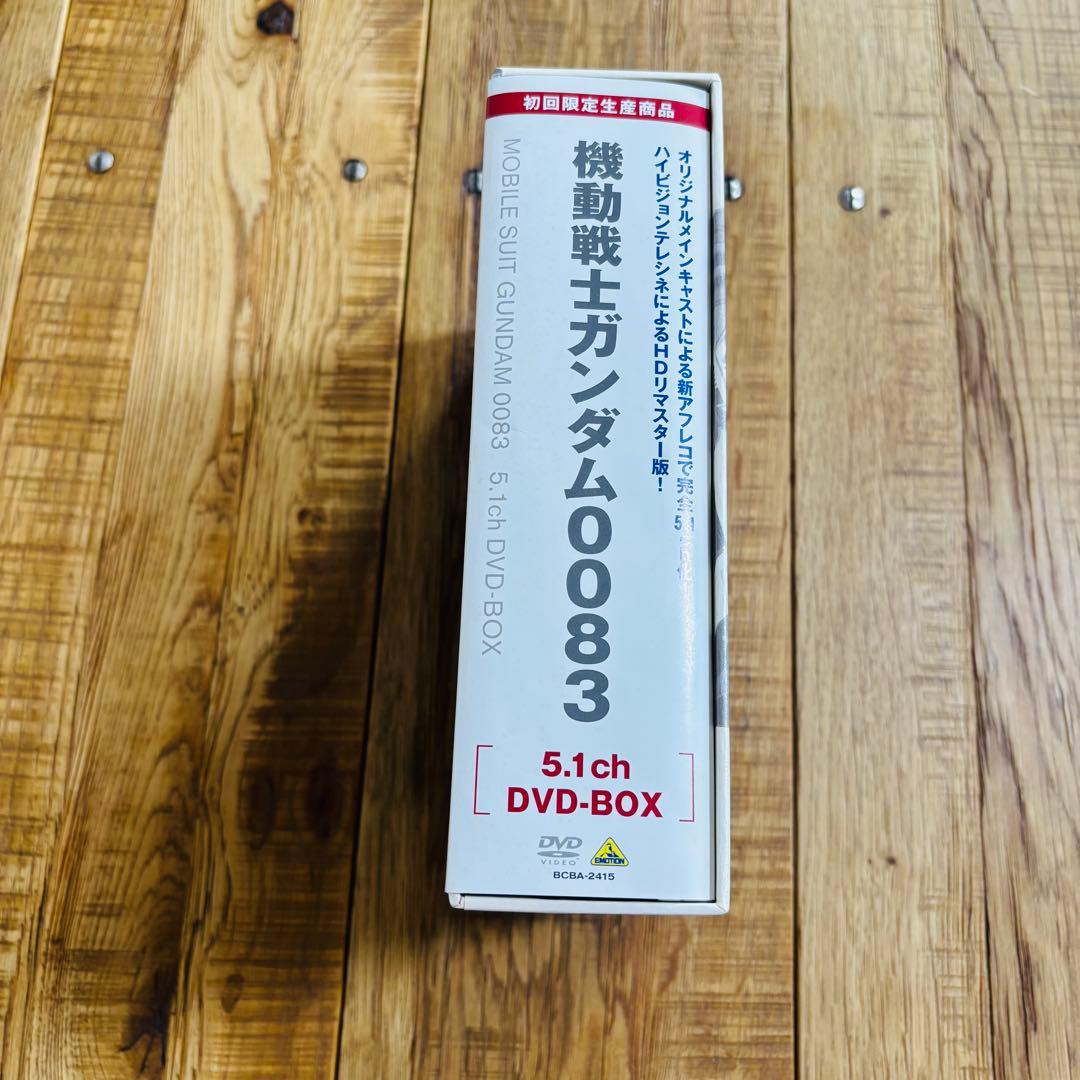 初回限定生産商品
オリジナルメインキャストによる新アフレコで完全
ハイビジョンテレシネによるHDリマスター版!
機動戦士ガンダム0083
MOBILE SUIT GUNDAM 0083 5.1ch DVD-BOX
5.1ch
DVD-BOX
DVD
VIDEO
EMOTION
BCBA-2415